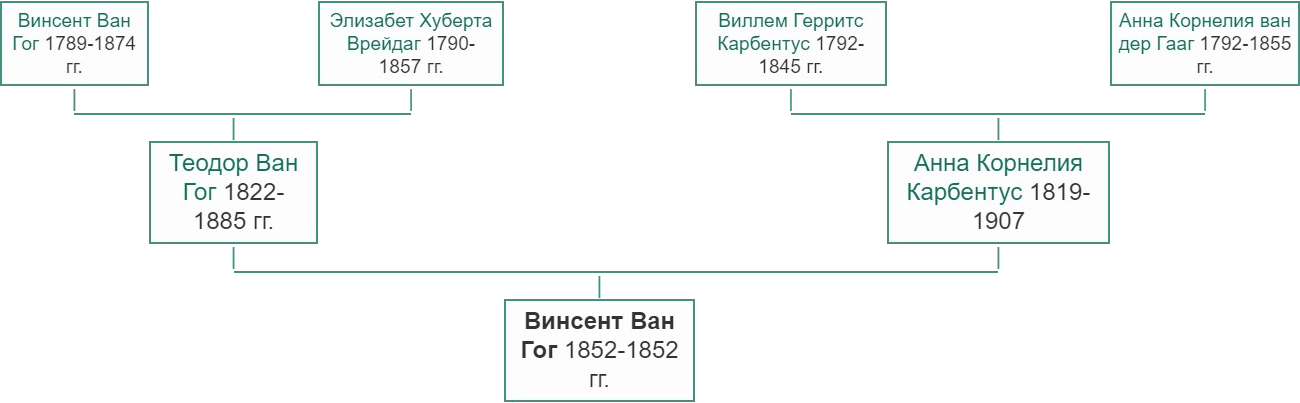 Винсент Ван
Гог 1789-1874
гг.
Элизабет Хуберта
Врейдаг 1790-
1857 гг.
Виллем Герритс
Карбентус 1792-
1845 гг.
Анна Корнелия ван
дер Гааг 1792-1855
гг.
Теодор Ван
Гог 1822-
1885 гг.
Анна Корнелия
Карбентус 1819-
1907
Винсент Ван
Гог 1852-1852
гг.